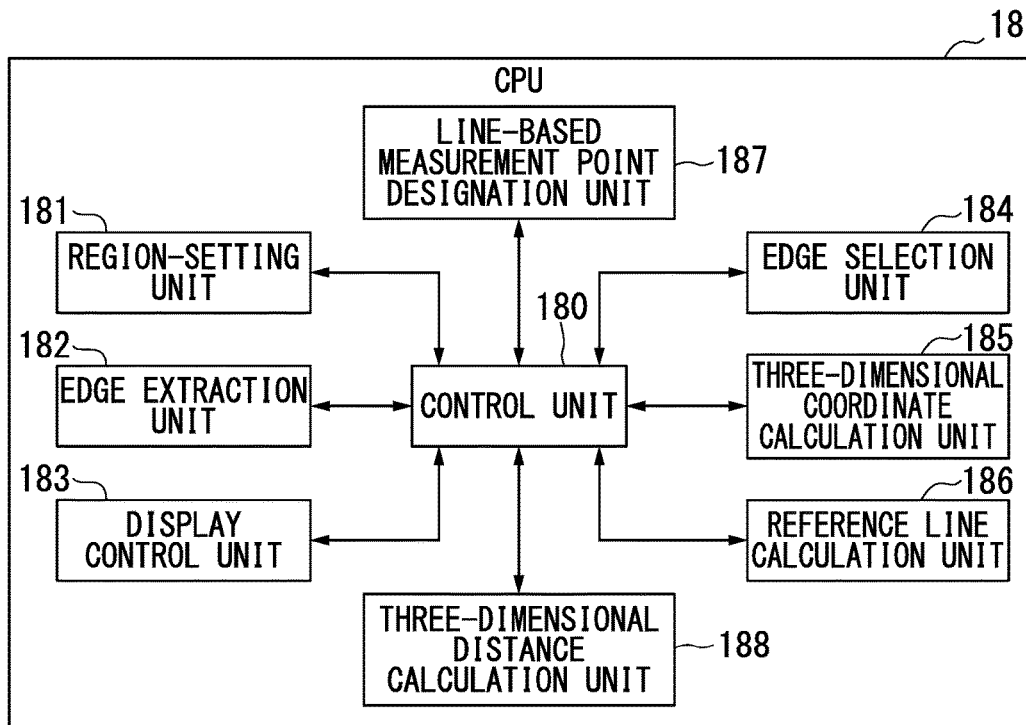 18
CPU
LINE-BASED
MEASUREMENT POINT
DESIGNATION UNIT
187
181
REGION-SETTING
UNIT
184
EDGE SELECTION
UNIT
180
CONTROL UNIT
182
EDGE EXTRACTION
UNIT
185
THREE-DIMENSIONAL
COORDINATE
CALCULATION UNIT
183
DISPLAY
CONTROL UNIT
186
REFERENCE LINE
CALCULATION UNIT
THREE-DIMENSIONAL
DISTANCE
CALCULATION UNIT
188